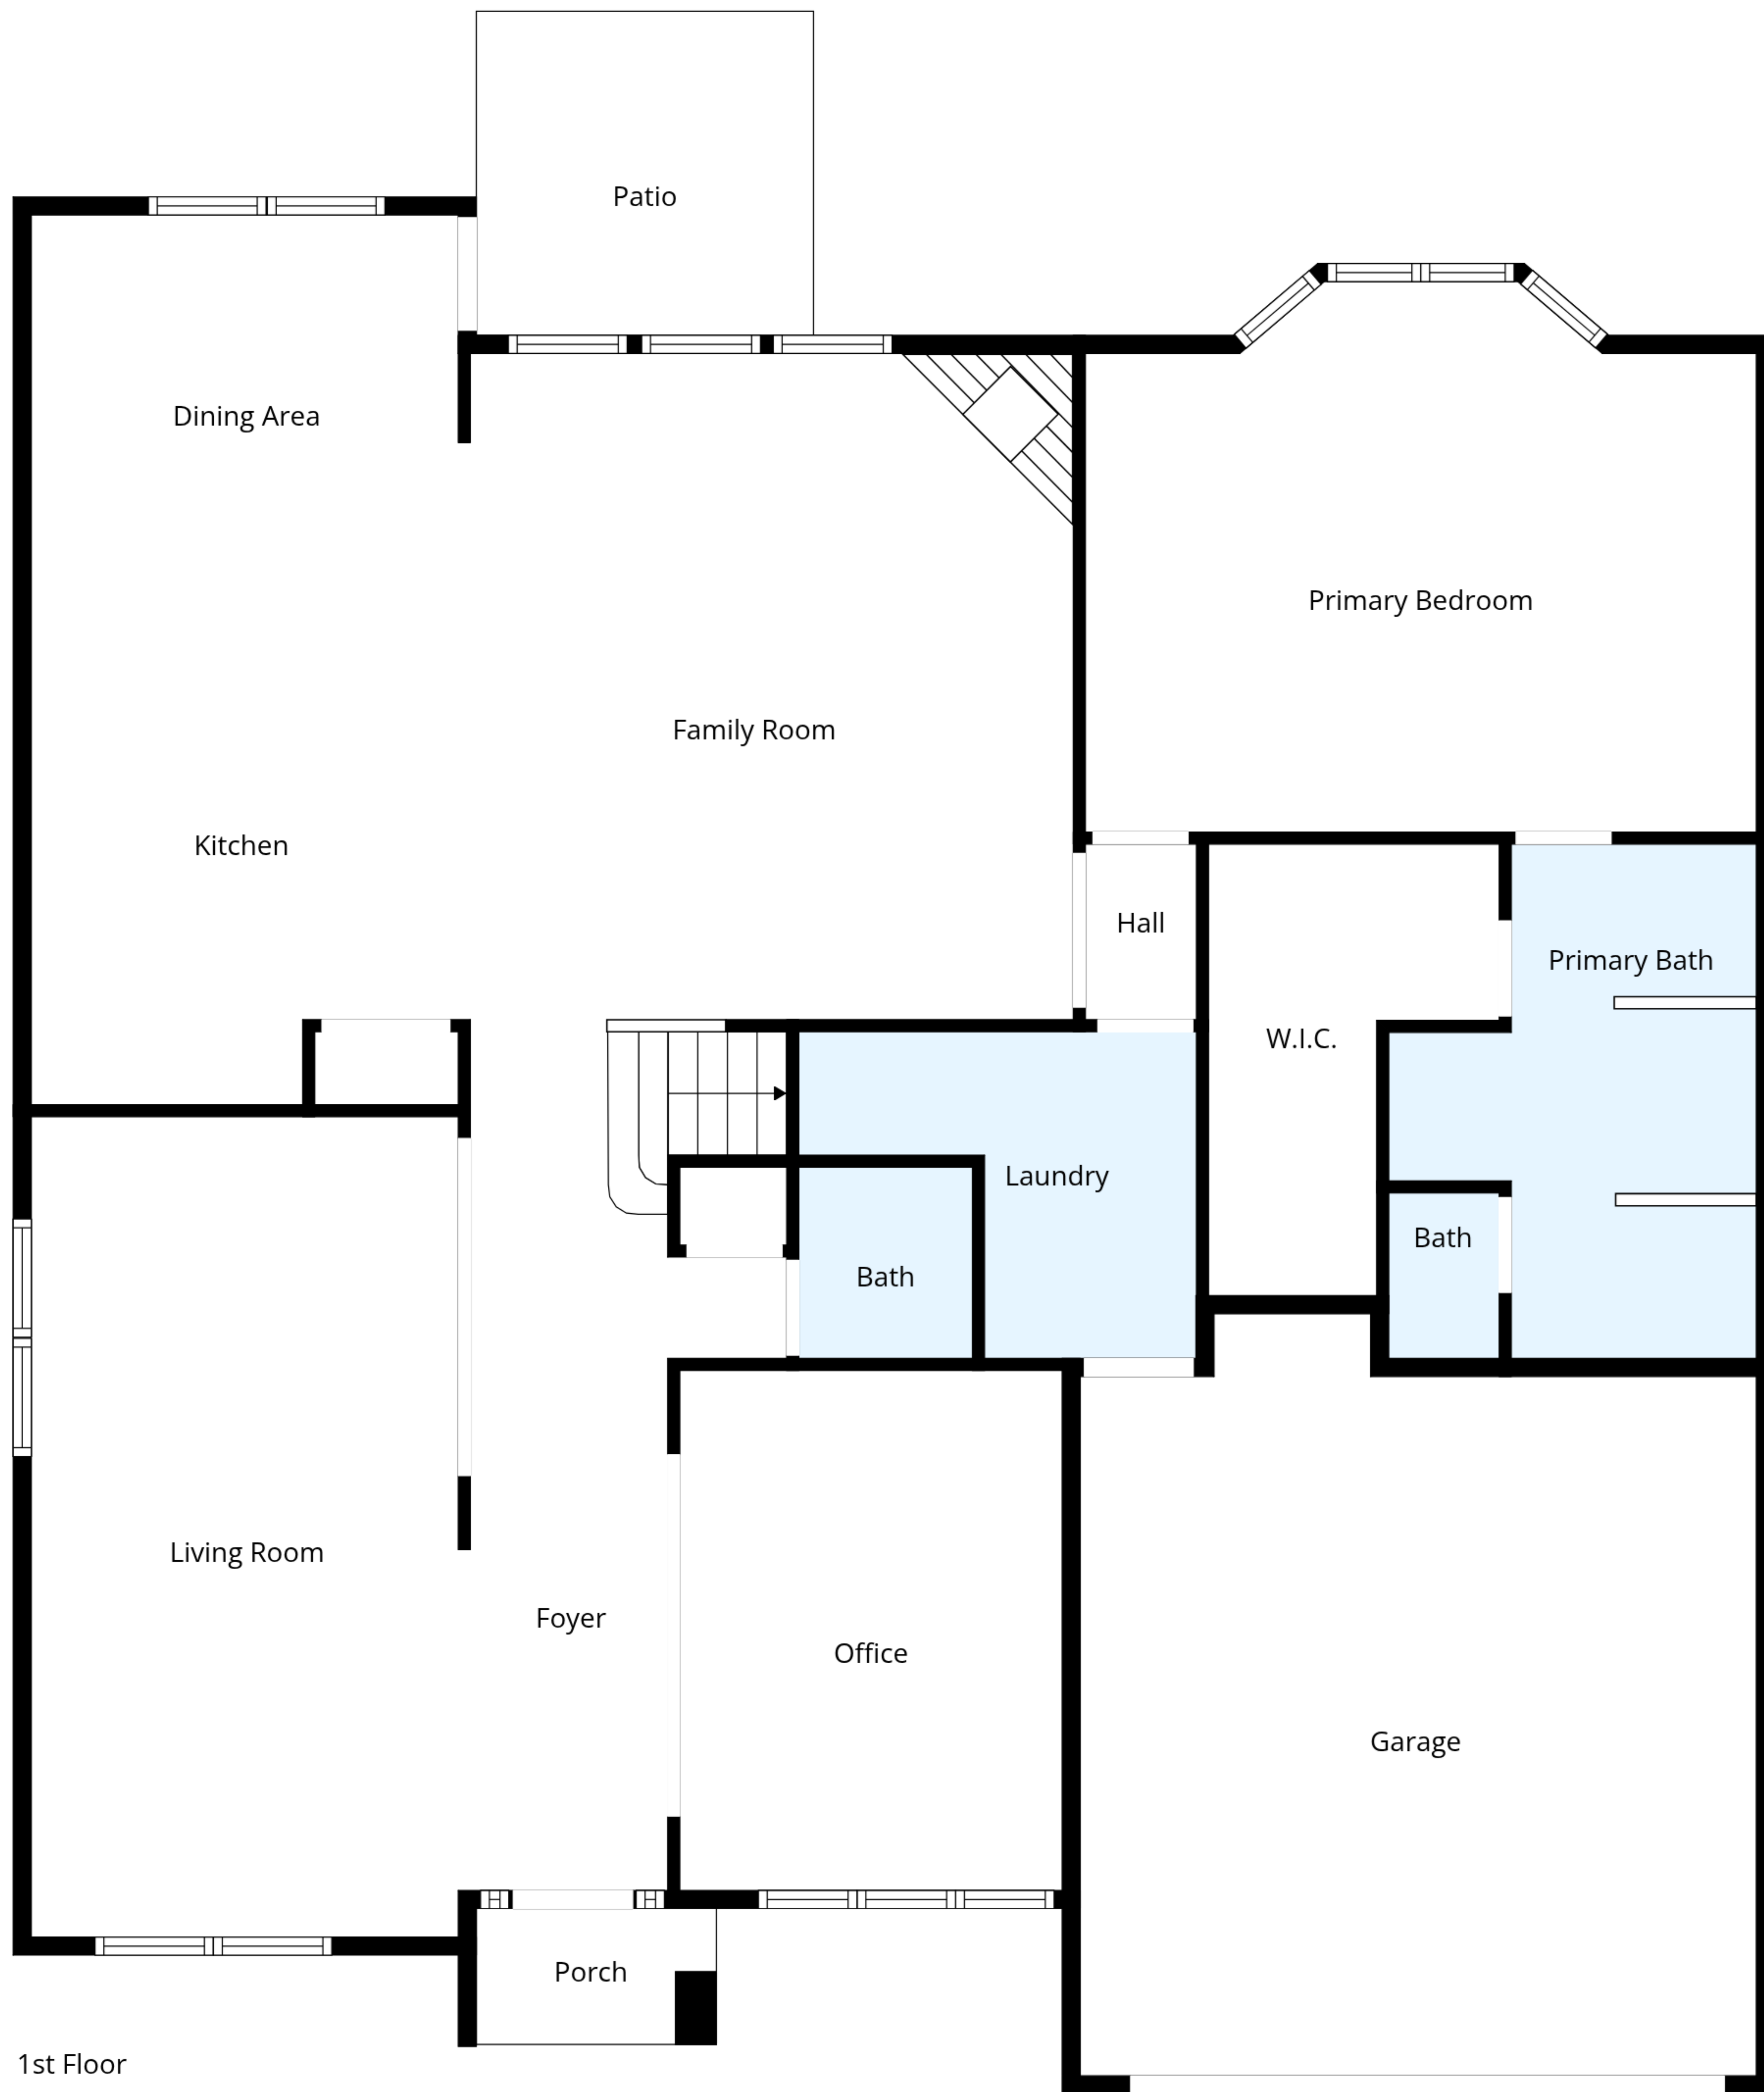 Patio
Dining Area
Primary Bedroom
Family Room
Kitchen
Hall
Primary Bath
W.I.C.
Laundry
Bath
Bath
Living Room
Foyer
Office
Garage
Porch
1st Floor